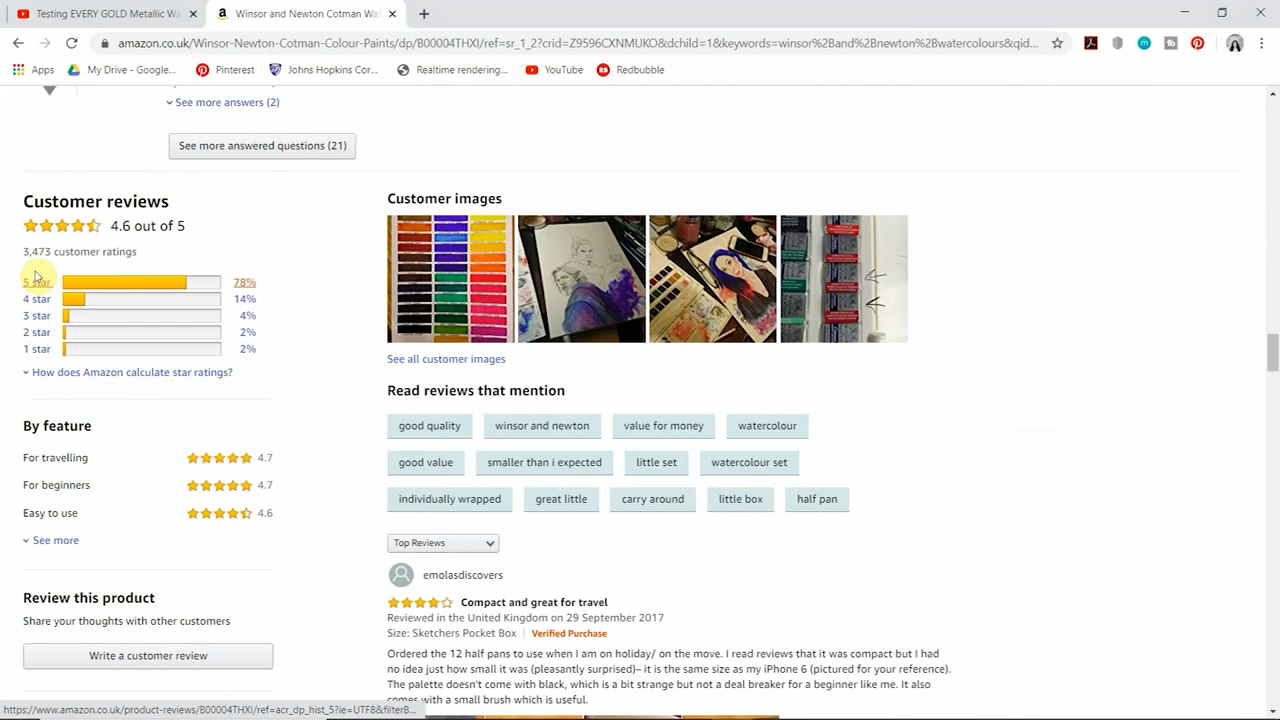 Testing EVERY GOLD Metallic Wa
Winsor and Newton Cotman Wat
amazon.co.uk/Winsor-Newton-Cotman-Colour-Paints/dp/B00004THXI/ref=sr_1_2?crid=Z9596CXNMUKO&dchild=1&keywords=winsor%2Band%2Bnewton%2Bwatercolours&qid...
Apps
My Drive - Google...
Pinterest
Johns Hopkins Cor...
Realtime rendering...
YouTube
Redbubble
See more answers (2)
See more answered questions (21)
Customer reviews
4.6 out of 5
3,473 customer ratings
5 star 78%
4 star 14%
3 star 4%
2 star 2%
1 star 2%
How does Amazon calculate star ratings?
By feature
For travelling 4.7
For beginners 4.7
Easy to use 4.6
See more
Review this product
Share your thoughts with other customers
Write a customer review
Customer images
See all customer images
Read reviews that mention
good quality
winsor and newton
value for money
watercolour
good value
smaller than i expected
little set
watercolour set
individually wrapped
great little
carry around
little box
half pan
Top Reviews
emolasdiscovers
Compact and great for travel
Reviewed in the United Kingdom on 29 September 2017
Size: Sketchers Pocket Box | Verified Purchase
Ordered the 12 half pans to use when I am on holiday/ on the move. I read reviews that it was compact but I had
no idea just how small it was (pleasantly surprised)– it is the same size as my iPhone 6 (pictured for your reference).
The palette doesn't come with black, which is a bit strange but not a deal breaker for a beginner like me. It also
comes with a small brush which is useful.
https://www.amazon.co.uk/product-reviews/B00004THXI/ref=acr_dp_hist_5?ie=UTF8&filterB...